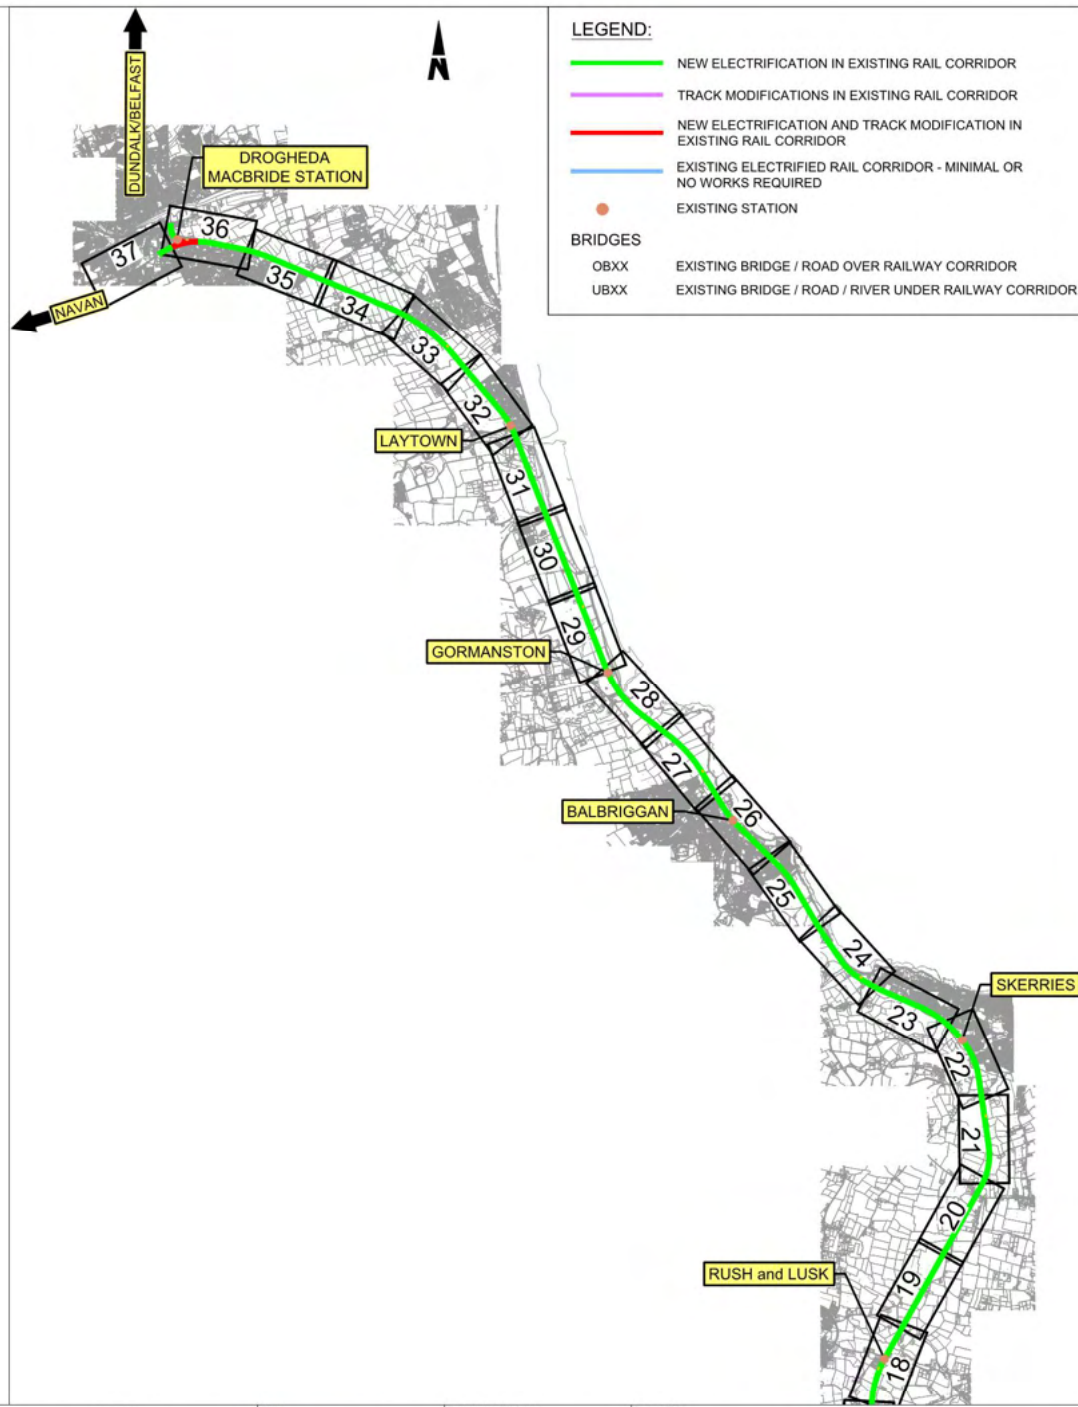 LEGEND:
NEW ELECTRIFICATION IN EXISTING RAIL CORRIDOR
TRACK MODIFICATIONS IN EXISTING RAIL CORRIDOR
NEW ELECTRIFICATION AND TRACK MODIFICATION IN
EXISTING RAIL CORRIDOR
EXISTING ELECTRIFIED RAIL CORRIDOR - MINIMAL OR
NO WORKS REQUIRED
EXISTING STATION
BRIDGES
OBXX EXISTING BRIDGE / ROAD OVER RAILWAY CORRIDOR
UBXX EXISTING BRIDGE / ROAD / RIVER UNDER RAILWAY CORRIDOR
N
DUNDALK/BELFAST
DROGHEDA
MACBRIDE STATION
NAVAN
37
36
35
34
33
32
LAYTOWN
31
30
29
GORMANSTON
28
27
BALBRIGGAN
26
25
24
SKERRIES
23
22
21
20
RUSH and LUSK
19
18